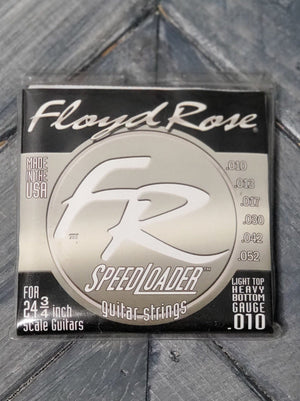 Floyd Rose
MADE
IN THE
USA
.010
.013
.017
.030
.042
.052
FR
SPEEDLOADER
guitar strings
FOR
24 3/4 inch
Scale Guitars
LIGHT TOP
HEAVY
BOTTOM
GAUGE
.010